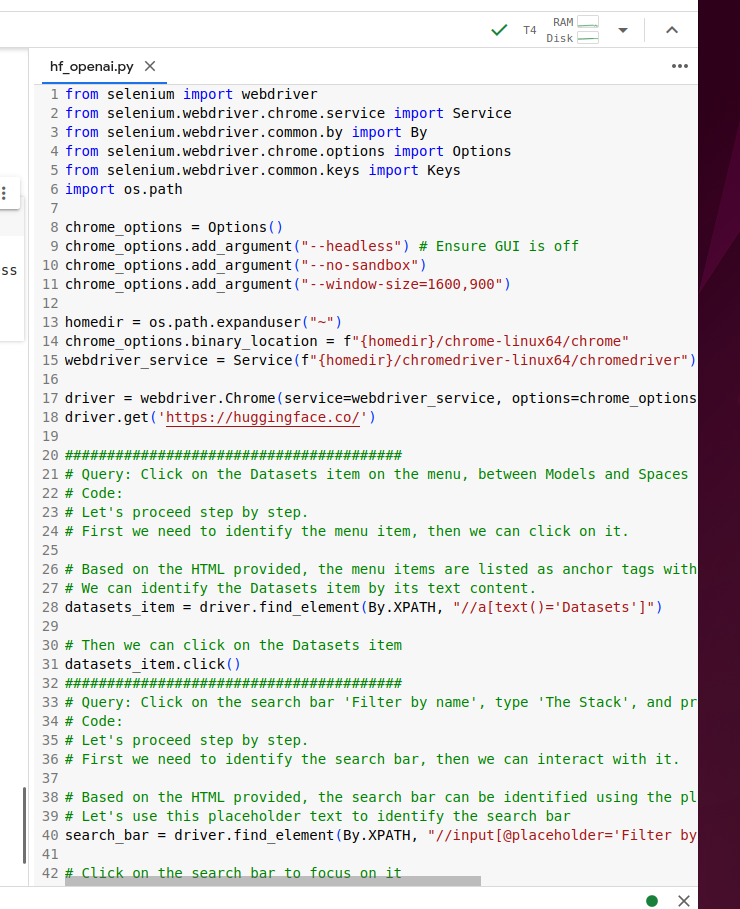 T4
RAM
Disk
hf_openai.py
1 from selenium import webdriver
2 from selenium.webdriver.chrome.service import Service
3 from selenium.webdriver.common.by import By
4 from selenium.webdriver.chrome.options import Options
5 from selenium.webdriver.common.keys import Keys
6 import os.path
7
8 chrome_options = Options()
9 chrome_options.add_argument("--headless") # Ensure GUI is off
10 chrome_options.add_argument("--no-sandbox")
11 chrome_options.add_argument("--window-size=1600,900")
12
13 homedir = os.path.expanduser("~")
14 chrome_options.binary_location = f"{homedir}/chrome-linux64/chrome"
15 webdriver_service = Service(f"{homedir}/chromedriver-linux64/chromedriver")
16
17 driver = webdriver.Chrome(service=webdriver_service, options=chrome_options
18 driver.get('https://huggingface.co/')
19
20 ########################################
21 # Query: Click on the Datasets item on the menu, between Models and Spaces
22 # Code:
23 # Let's proceed step by step.
24 # First we need to identify the menu item, then we can click on it.
25
26 # Based on the HTML provided, the menu items are listed as anchor tags with
27 # We can identify the Datasets item by its text content.
28 datasets_item = driver.find_element(By.XPATH, "//a[text()='Datasets']")
29
30 # Then we can click on the Datasets item
31 datasets_item.click()
32 ########################################
33 # Query: Click on the search bar 'Filter by name', type 'The Stack', and pr
34 # Code:
35 # Let's proceed step by step.
36 # First we need to identify the search bar, then we can interact with it.
37
38 # Based on the HTML provided, the search bar can be identified using the pl
39 # Let's use this placeholder text to identify the search bar
40 search_bar = driver.find_element(By.XPATH, "//input[@placeholder='Filter by
41
42 # Click on the search bar to focus on it
ss